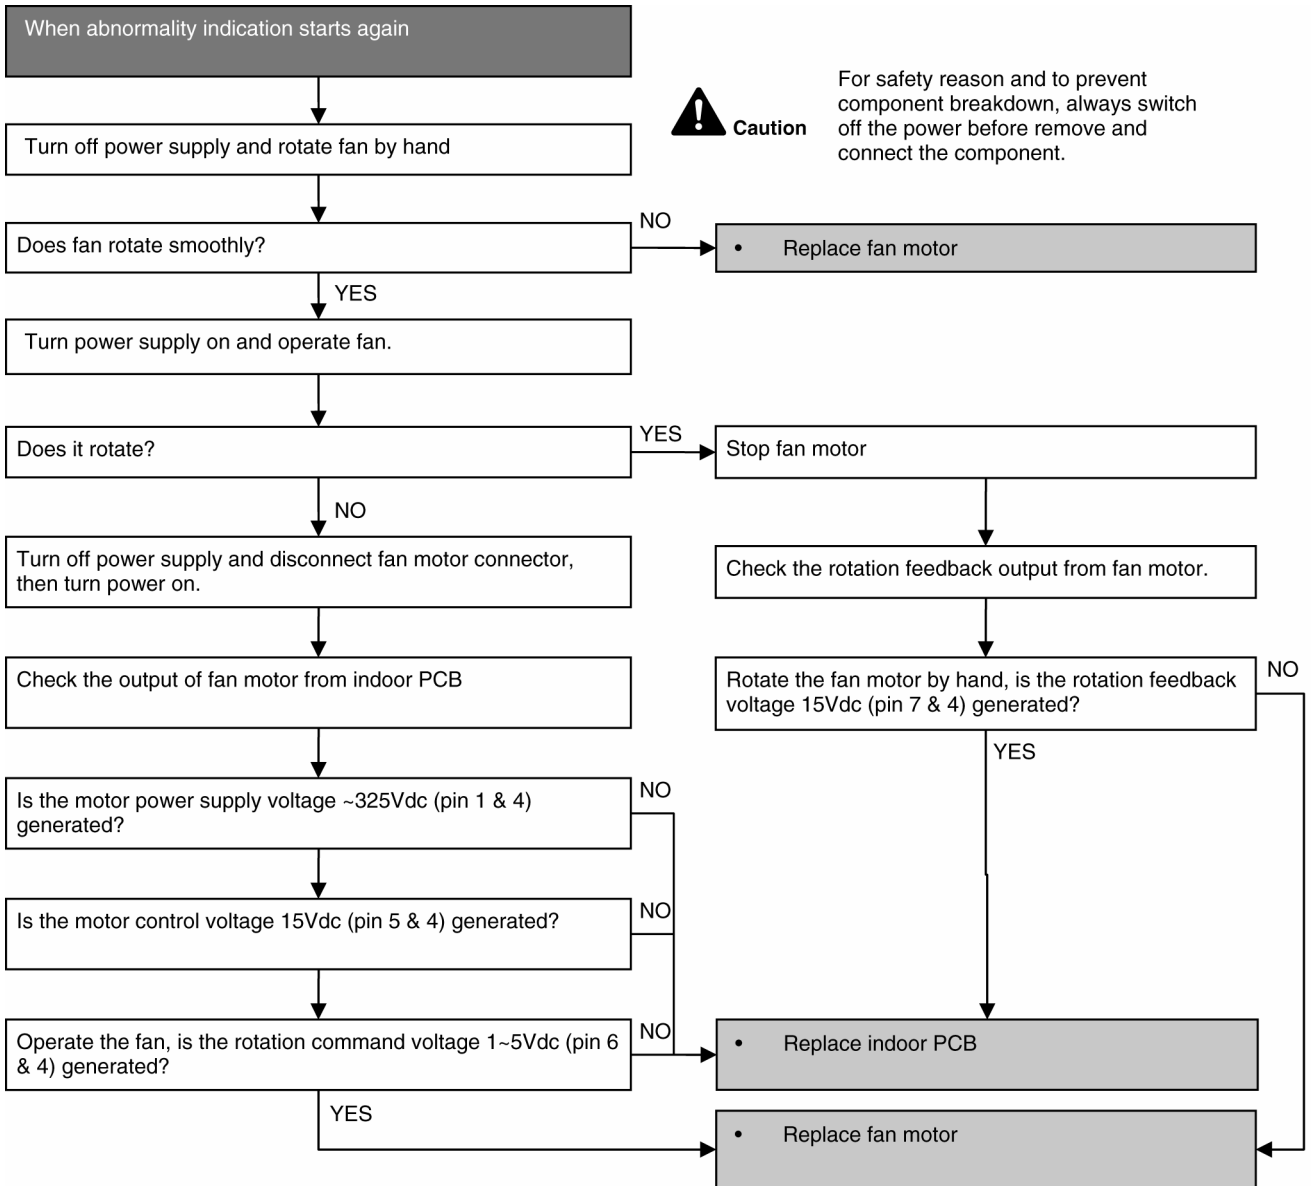 When abnormality indication starts again
For safety reason and to prevent
component breakdown, always switch
off the power before remove and
connect the component.
Caution
Turn off power supply and rotate fan by hand
Does fan rotate smoothly?
NO
• Replace fan motor
YES
Turn power supply on and operate fan.
Does it rotate?
YES
Stop fan motor
NO
Turn off power supply and disconnect fan motor connector,
then turn power on.
Check the rotation feedback output from fan motor.
Check the output of fan motor from indoor PCB
Rotate the fan motor by hand, is the rotation feedback
voltage 15Vdc (pin 7 & 4) generated?
NO
YES
Is the motor power supply voltage ~325Vdc (pin 1 & 4)
generated?
NO
Is the motor control voltage 15Vdc (pin 5 & 4) generated?
NO
Operate the fan, is the rotation command voltage 1~5Vdc (pin 6
& 4) generated?
NO
• Replace indoor PCB
YES
• Replace fan motor